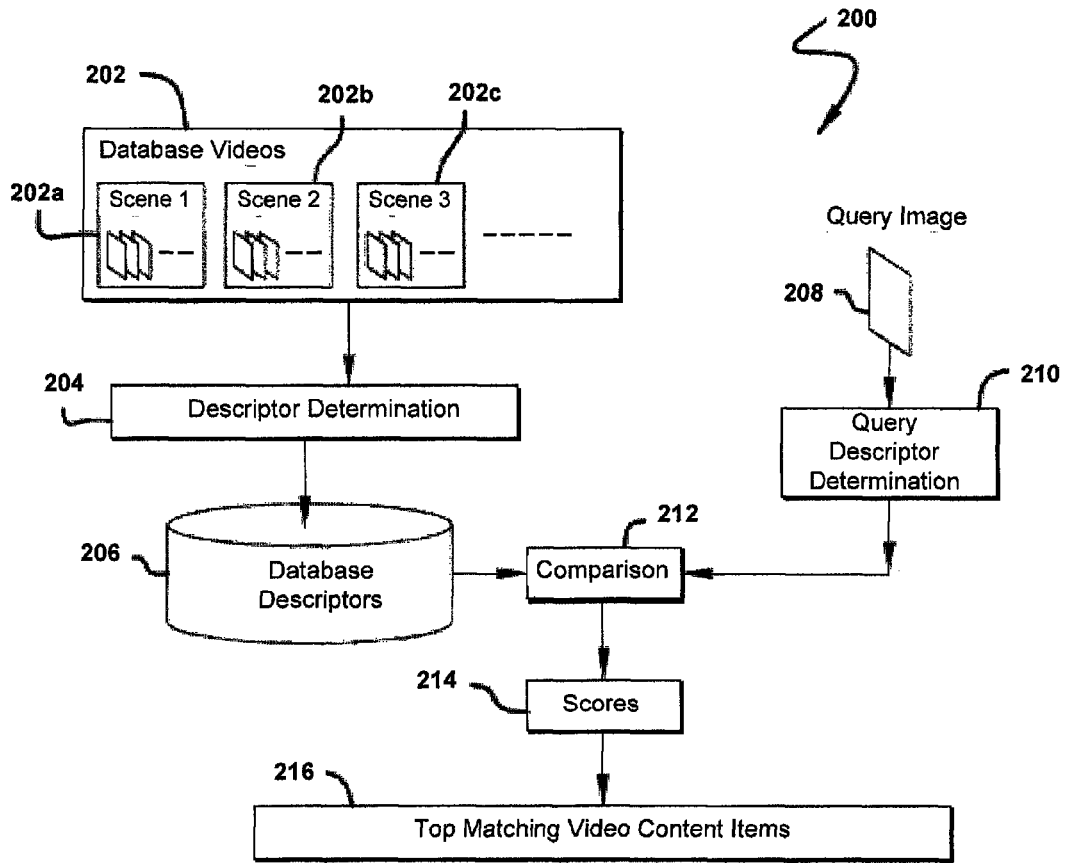 200
202
202b
202c
Database Videos
202a
Scene 1
Scene 2
Scene 3
Query Image
208
204
Descriptor Determination
210
Query
Descriptor
Determination
206
Database
Descriptors
212
Comparison
214
Scores
216
Top Matching Video Content Items